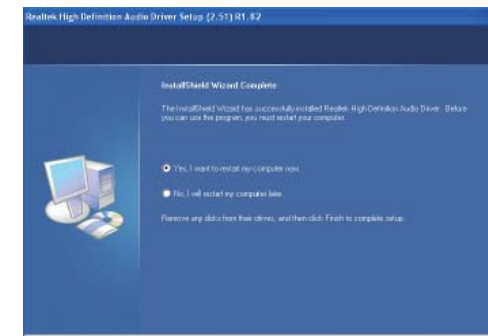 Realtek High Definition Audio Driver Setup (2.51) R1.82
InstallShield Wizard Complete
The InstallShield Wizard has successfully installed Realtek High Definition Audio Driver. Before
you can use the program, you must restart your computer.
Yes, I want to restart my computer now.
No, I will restart my computer later.
Remove any disks from their drives, and then click Finish to complete setup.